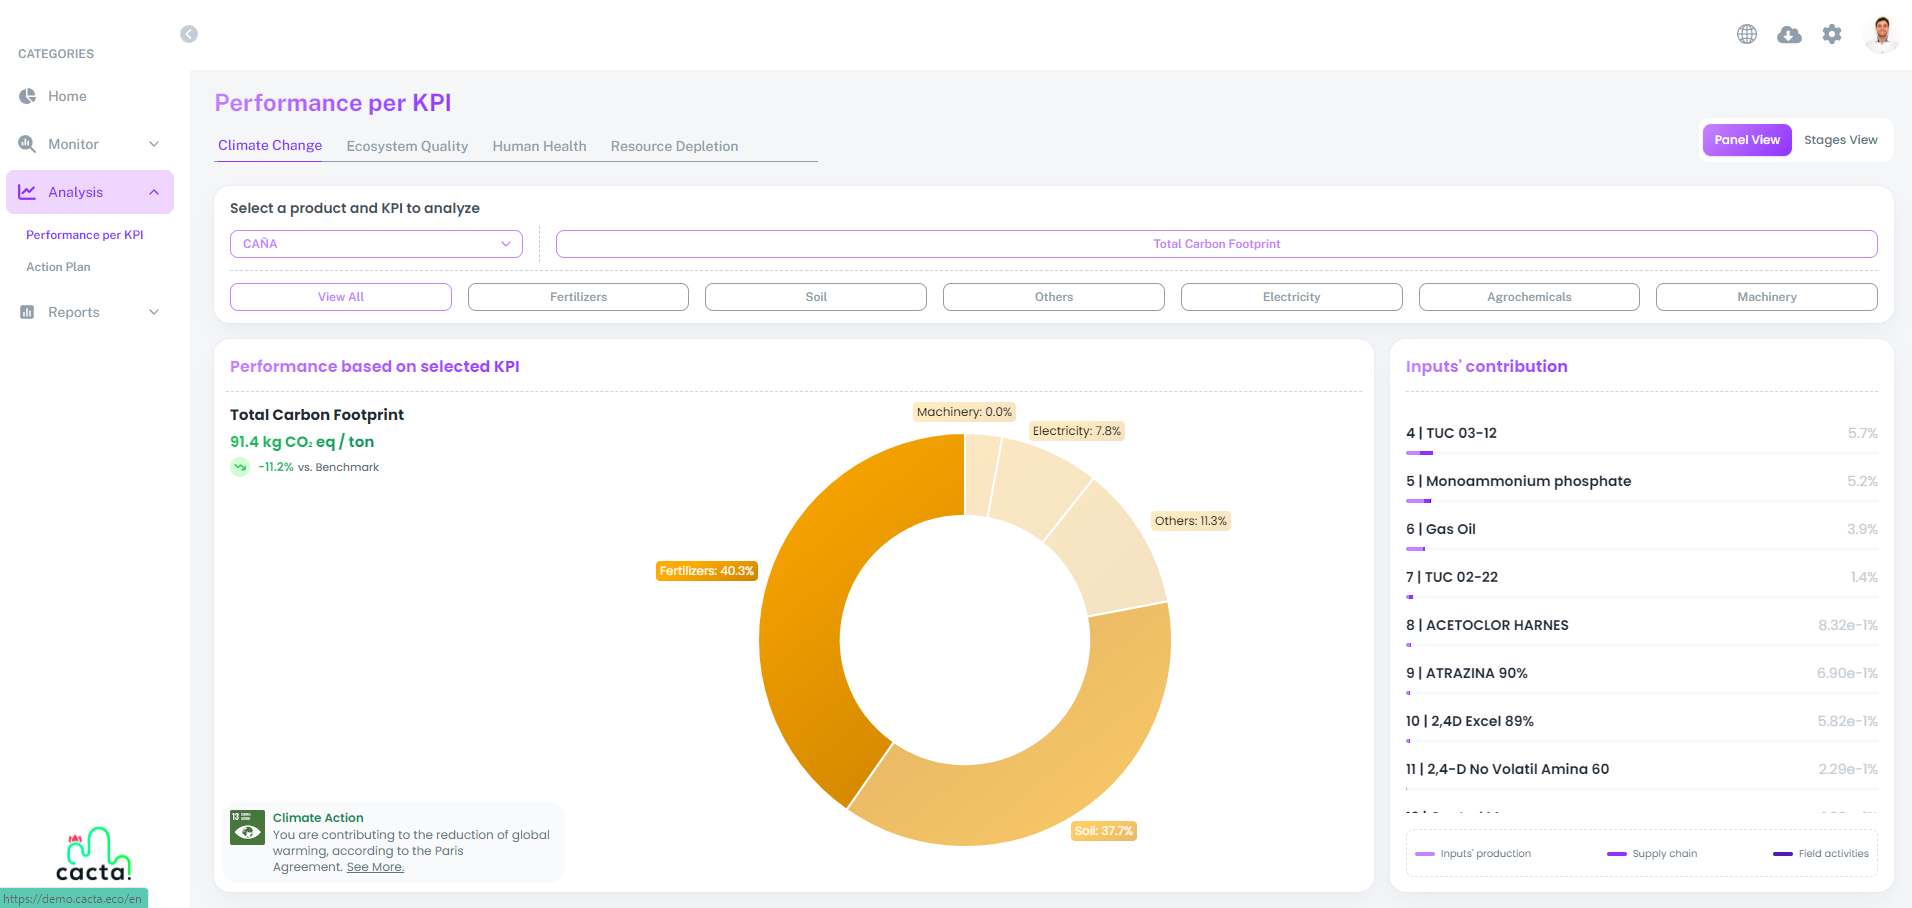 CATEGORIES
Home
Monitor
Analysis
Performance per KPI
Action Plan
Reports
cacta!
https://demo.cacta.eco/en
Performance per KPI
Climate Change
Ecosystem Quality
Human Health
Resource Depletion
Panel View
Stages View
Select a product and KPI to analyze
CAÑA
Total Carbon Footprint
View All
Fertilizers
Soil
Others
Electricity
Agrochemicals
Machinery
Performance based on selected KPI
Total Carbon Footprint
91.4 kg CO₂ eq / ton
-11.2% vs. Benchmark
Machinery: 0.0%
Electricity: 7.8%
Others: 11.3%
Fertilizers: 40.3%
Soil: 37.7%
13
Climate Action
You are contributing to the reduction of global
warming, according to the Paris
Agreement. See More.
Inputs' contribution
4 | TUC 03-12 5.7%
5 | Monoammonium phosphate 5.2%
6 | Gas Oil 3.9%
7 | TUC 02-22 1.4%
8 | ACETOCLOR HARNES 8.32e-1%
9 | ATRAZINA 90% 6.90e-1%
10 | 2,4D Excel 89% 5.82e-1%
11 | 2,4-D No Volatil Amina 60 2.29e-1%
Inputs' production
Supply chain
Field activities